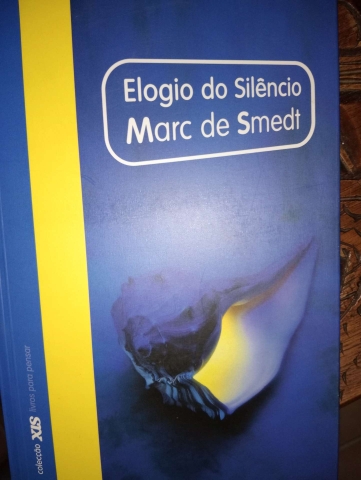 Elogio do Silêncio
Marc de Smedt
colecção XIS livros para pensar